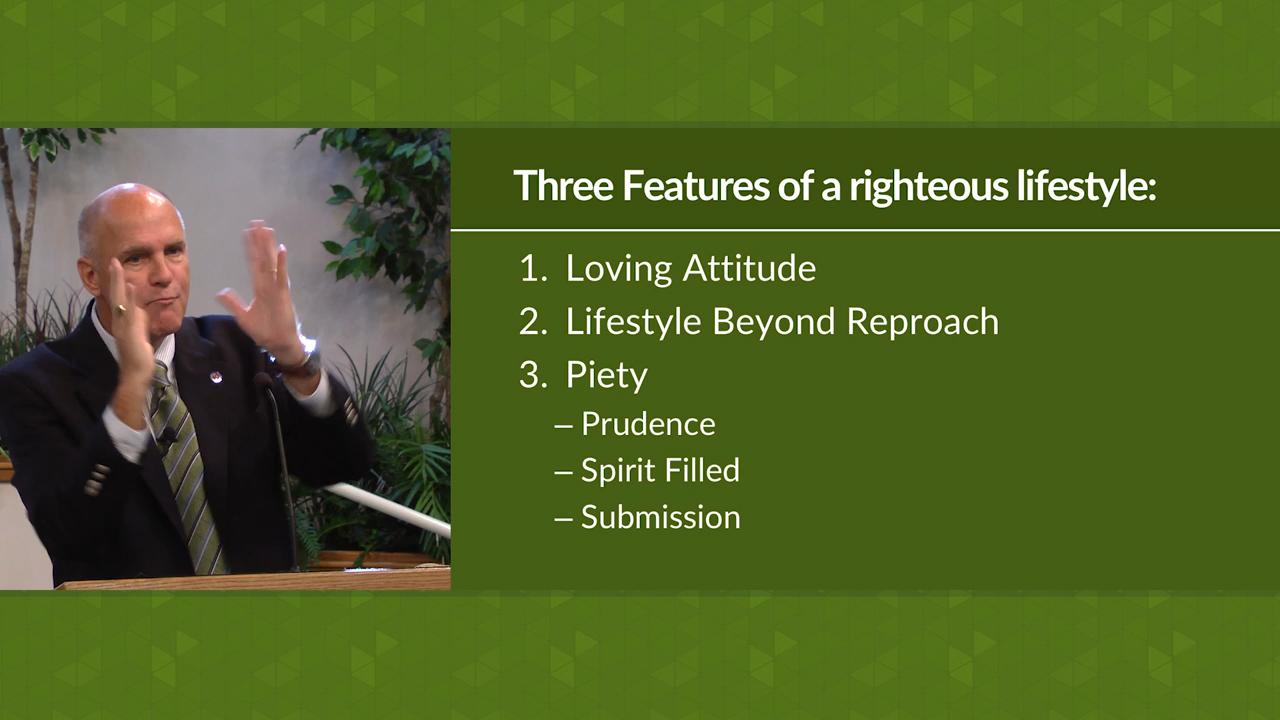 Three Features of a righteous lifestyle:
1. Loving Attitude
2. Lifestyle Beyond Reproach
3. Piety
– Prudence
– Spirit Filled
– Submission